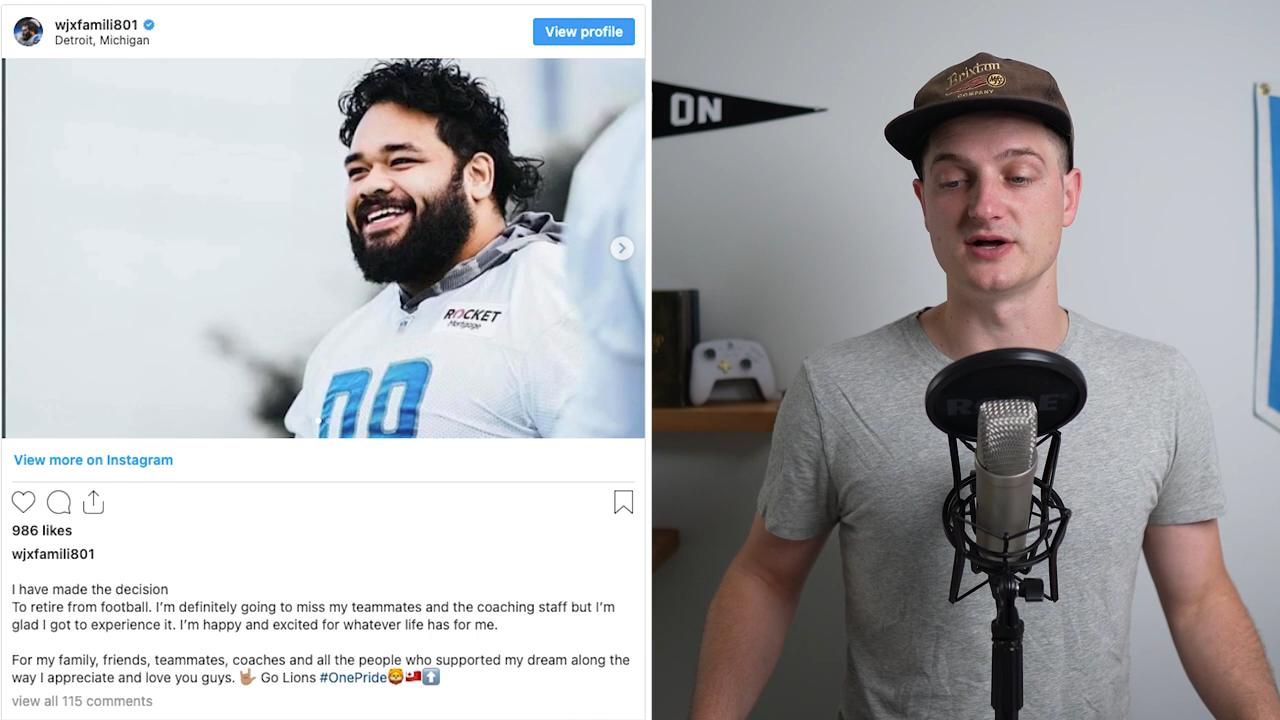 wjxfamili801
Detroit, Michigan
View profile
ROCKET
Mortgage
View more on Instagram
986 likes
wjxfamili801
I have made the decision
To retire from football. I’m definitely going to miss my teammates and the coaching staff but I’m
glad I got to experience it. I’m happy and excited for whatever life has for me.
For my family, friends, teammates, coaches and all the people who supported my dream along the
way I appreciate and love you guys. 🤟🏼 Go Lions #OnePride🦁🇹🇴⬆️
view all 115 comments
ON
Brixton
COMPANY
RODE